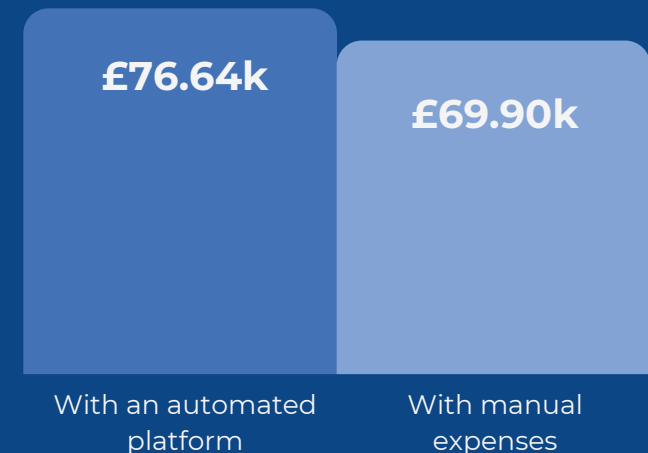 £76.64k
£69.90k
With an automated
platform
With manual
expenses